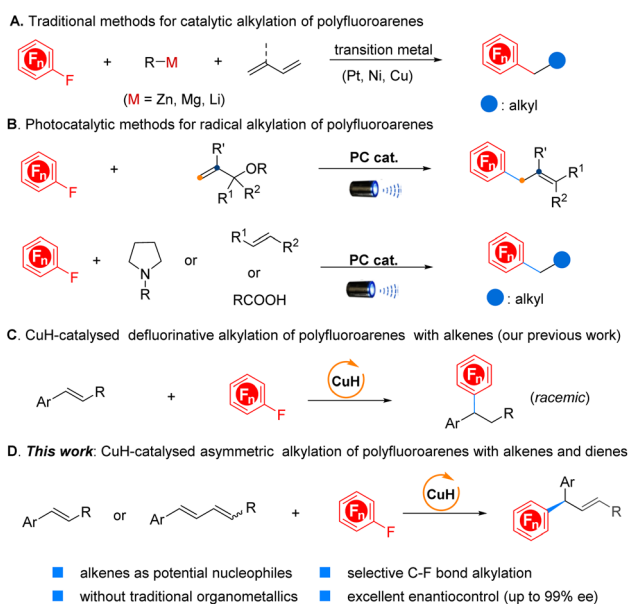 A. Traditional methods for catalytic alkylation of polyfluoroarenes
Fn
F
+
R–M
+
transition metal
(Pt, Ni, Cu)
Fn
(M = Zn, Mg, Li)
: alkyl
B. Photocatalytic methods for radical alkylation of polyfluoroarenes
Fn
F
+
R'
OR
R1 R2
PC cat.
Fn
R'
R1
R2
Fn
F
+
N
R
or
R1
R2
or
RCOOH
PC cat.
Fn
: alkyl
C. CuH-catalysed defluorinative alkylation of polyfluoroarenes with alkenes (our previous work)
Ar
R
+
Fn
F
CuH
Fn
Ar
R
(racemic)
D. This work: CuH-catalysed asymmetric alkylation of polyfluoroarenes with alkenes and dienes
Ar
R
or
Ar
R
+
Fn
F
CuH
Ar
Fn
R
alkenes as potential nucleophiles
selective C-F bond alkylation
without traditional organometallics
excellent enantiocontrol (up to 99% ee)